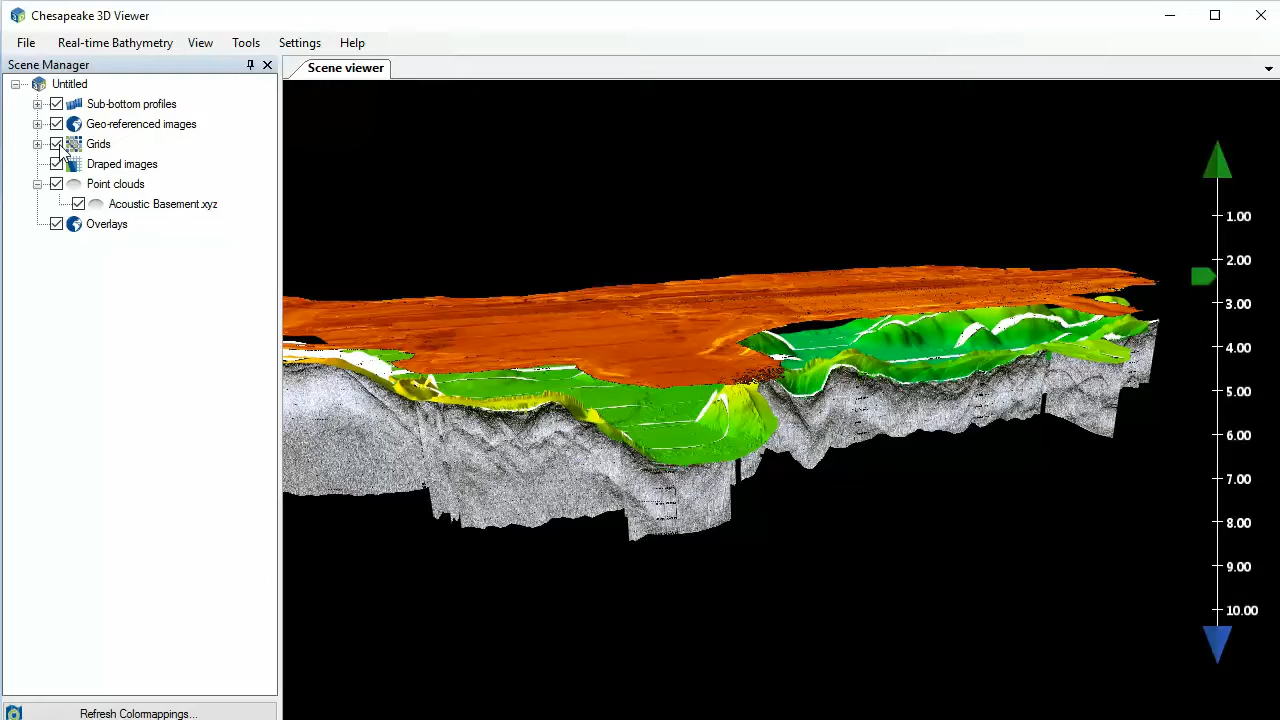 Chesapeake 3D Viewer
File Real-time Bathymetry View Tools Settings Help
Scene Manager
Scene viewer
Untitled
Sub-bottom profiles
Geo-referenced images
Grids
Draped images
Point clouds
Acoustic Basement.xyz
Overlays
1.00
2.00
3.00
4.00
5.00
6.00
7.00
8.00
9.00
10.00
Refresh Colormappings...